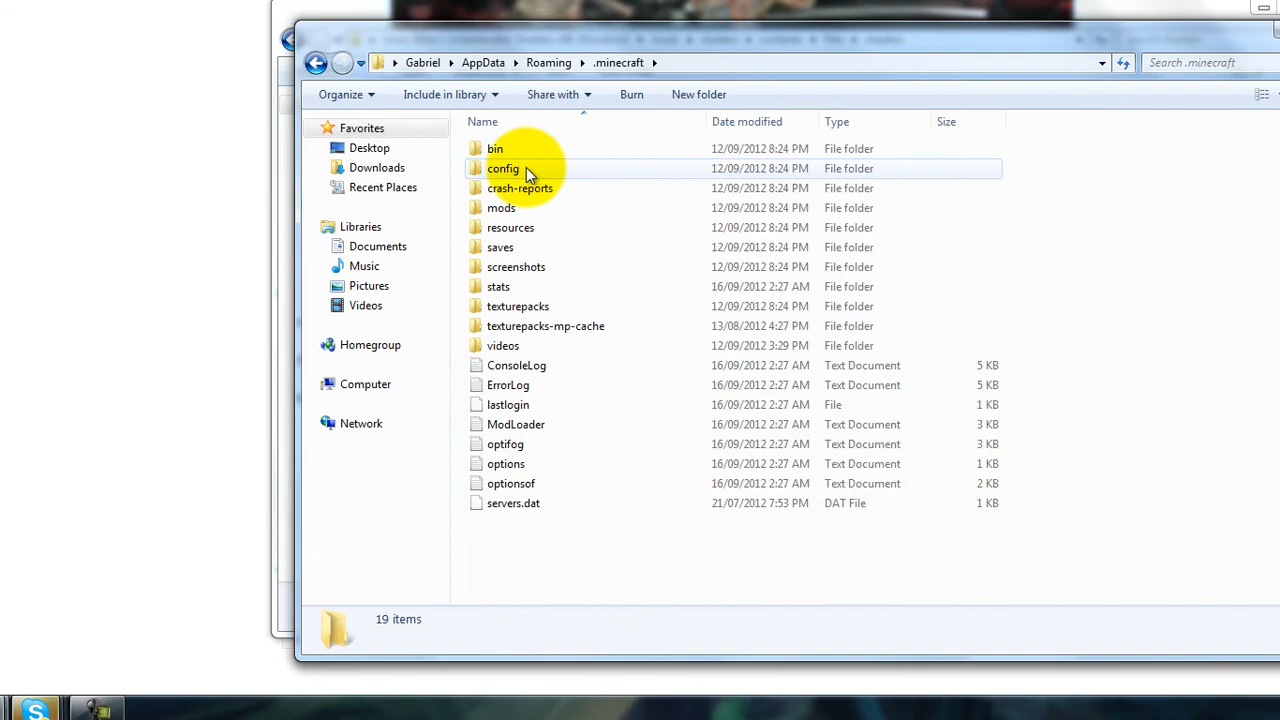 Gabriel AppData Roaming .minecraft Search .minecraft
Organize Include in library Share with Burn New folder
Name Date modified Type Size
Favorites
Desktop
Downloads
Recent Places
Libraries
Documents
Music
Pictures
Videos
Homegroup
Computer
Network
bin 12/09/2012 8:24 PM File folder
config 12/09/2012 8:24 PM File folder
crash-reports 12/09/2012 8:24 PM File folder
mods 12/09/2012 8:24 PM File folder
resources 12/09/2012 8:24 PM File folder
saves 12/09/2012 8:24 PM File folder
screenshots 12/09/2012 8:24 PM File folder
stats 16/09/2012 2:27 AM File folder
texturepacks 12/09/2012 8:24 PM File folder
texturepacks-mp-cache 13/08/2012 4:27 PM File folder
videos 12/09/2012 3:29 PM File folder
ConsoleLog 16/09/2012 2:27 AM Text Document 5 KB
ErrorLog 16/09/2012 2:27 AM Text Document 5 KB
lastlogin 16/09/2012 2:27 AM File 1 KB
ModLoader 16/09/2012 2:27 AM Text Document 3 KB
optifog 16/09/2012 2:27 AM Text Document 3 KB
options 16/09/2012 2:27 AM Text Document 1 KB
optionsof 16/09/2012 2:27 AM Text Document 2 KB
servers.dat 21/07/2012 7:53 PM DAT File 1 KB
19 items